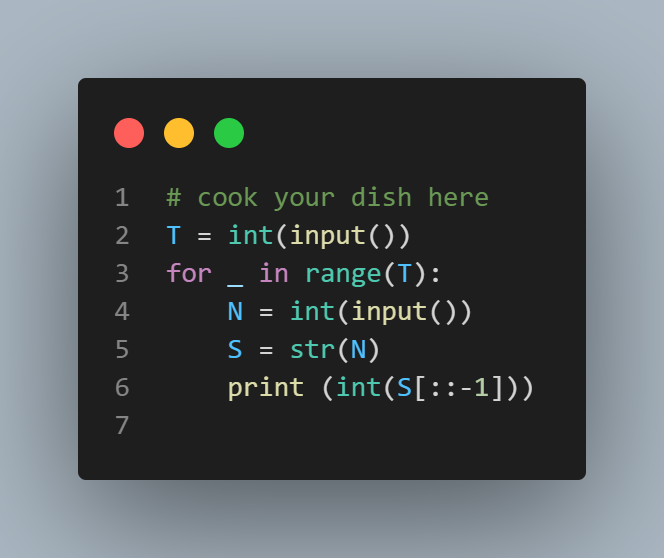 1 # cook your dish here
2 T = int(input())
3 for _ in range(T):
4     N = int(input())
5     S = str(N)
6     print (int(S[::-1]))
7